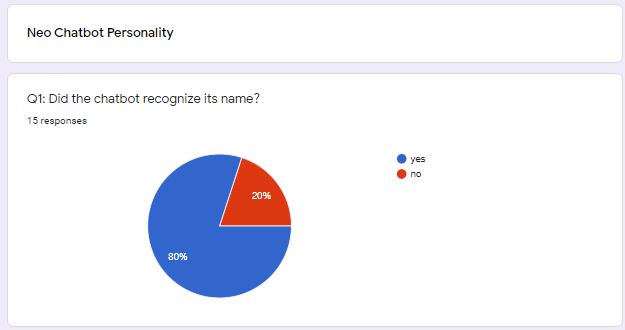 Neo Chatbot Personality
Q1: Did the chatbot recognize its name?
15 responses
yes
no
20%
80%